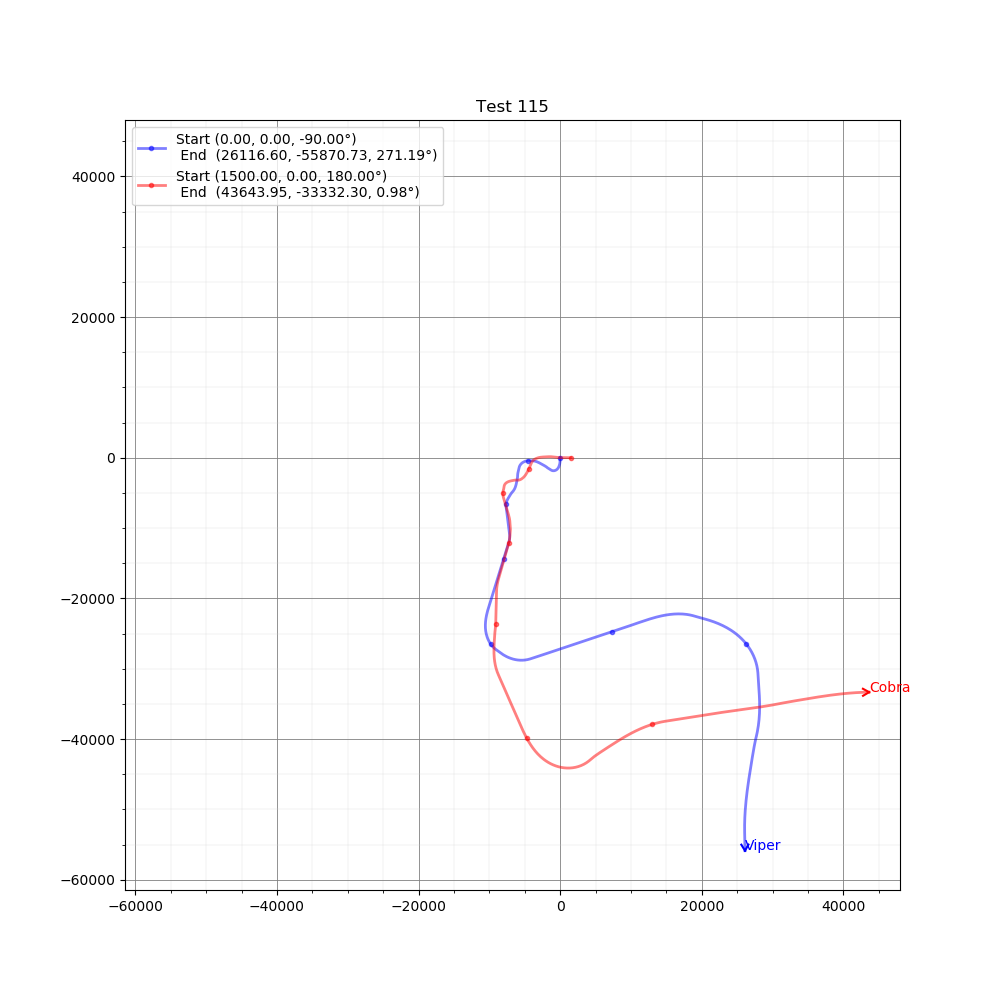 Test 115
Start (0.00, 0.00, -90.00°)
End (26116.60, -55870.73, 271.19°)
Start (1500.00, 0.00, 180.00°)
End (43643.95, -33332.30, 0.98°)
40000
20000
0
−20000
−40000
−60000
Cobra
Viper
−60000
−40000
−20000
0
20000
40000